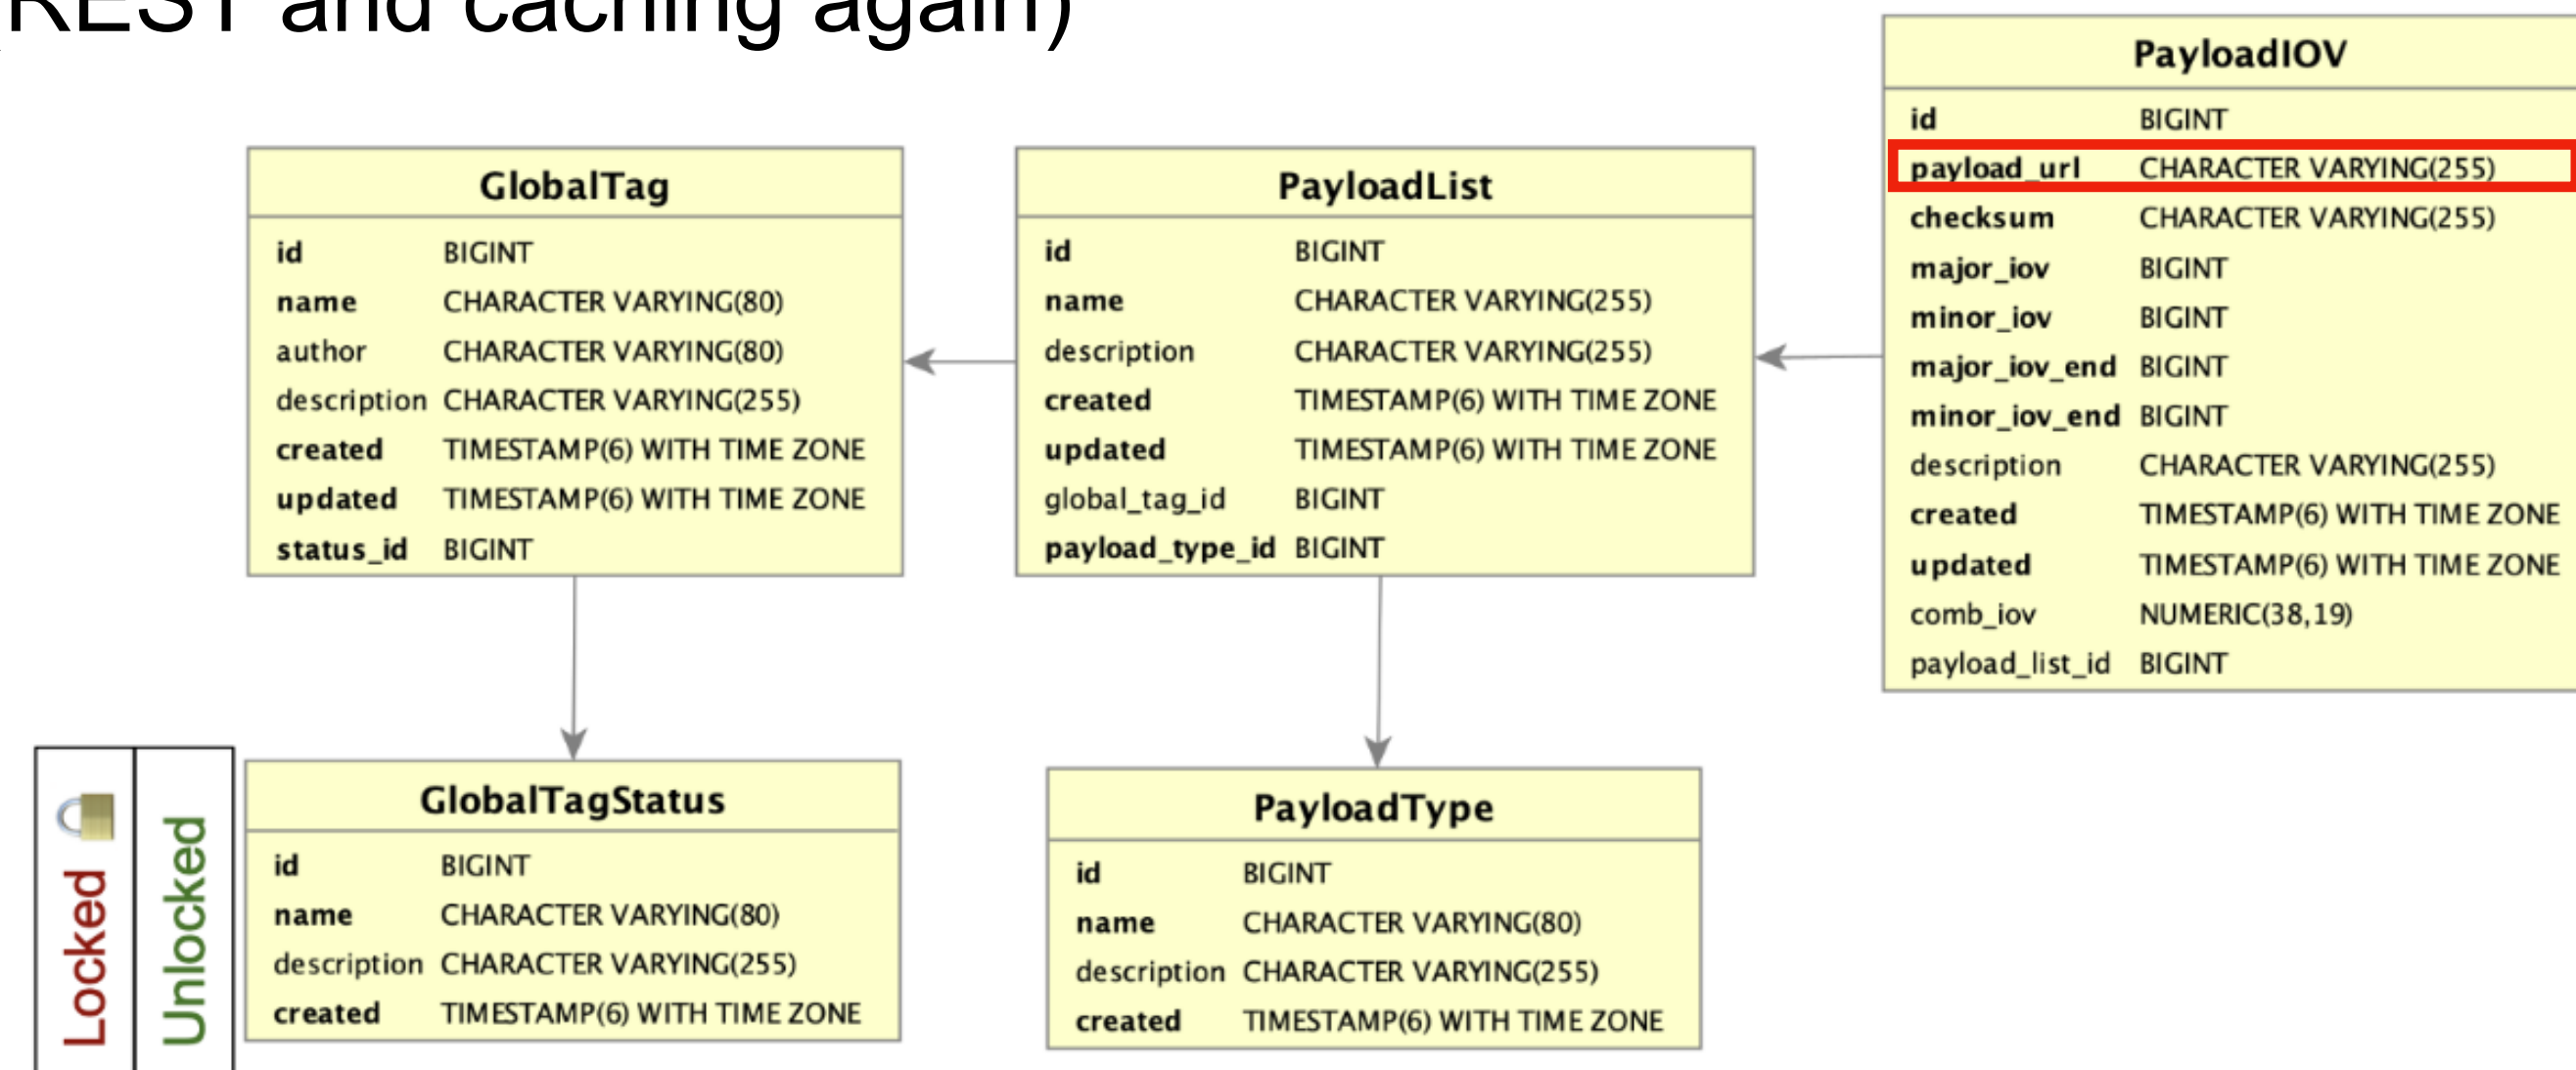 (REST and caching again)
GlobalTag
id BIGINT
name CHARACTER VARYING(80)
author CHARACTER VARYING(80)
description CHARACTER VARYING(255)
created TIMESTAMP(6) WITH TIME ZONE
updated TIMESTAMP(6) WITH TIME ZONE
status_id BIGINT
PayloadList
id BIGINT
name CHARACTER VARYING(255)
description CHARACTER VARYING(255)
created TIMESTAMP(6) WITH TIME ZONE
updated TIMESTAMP(6) WITH TIME ZONE
global_tag_id BIGINT
payload_type_id BIGINT
PayloadIOV
id BIGINT
payload_url CHARACTER VARYING(255)
checksum CHARACTER VARYING(255)
major_iov BIGINT
minor_iov BIGINT
major_iov_end BIGINT
minor_iov_end BIGINT
description CHARACTER VARYING(255)
created TIMESTAMP(6) WITH TIME ZONE
updated TIMESTAMP(6) WITH TIME ZONE
comb_iov NUMERIC(38,19)
payload_list_id BIGINT
Locked
Unlocked
GlobalTagStatus
id BIGINT
name CHARACTER VARYING(80)
description CHARACTER VARYING(255)
created TIMESTAMP(6) WITH TIME ZONE
PayloadType
id BIGINT
name CHARACTER VARYING(80)
description CHARACTER VARYING(255)
created TIMESTAMP(6) WITH TIME ZONE